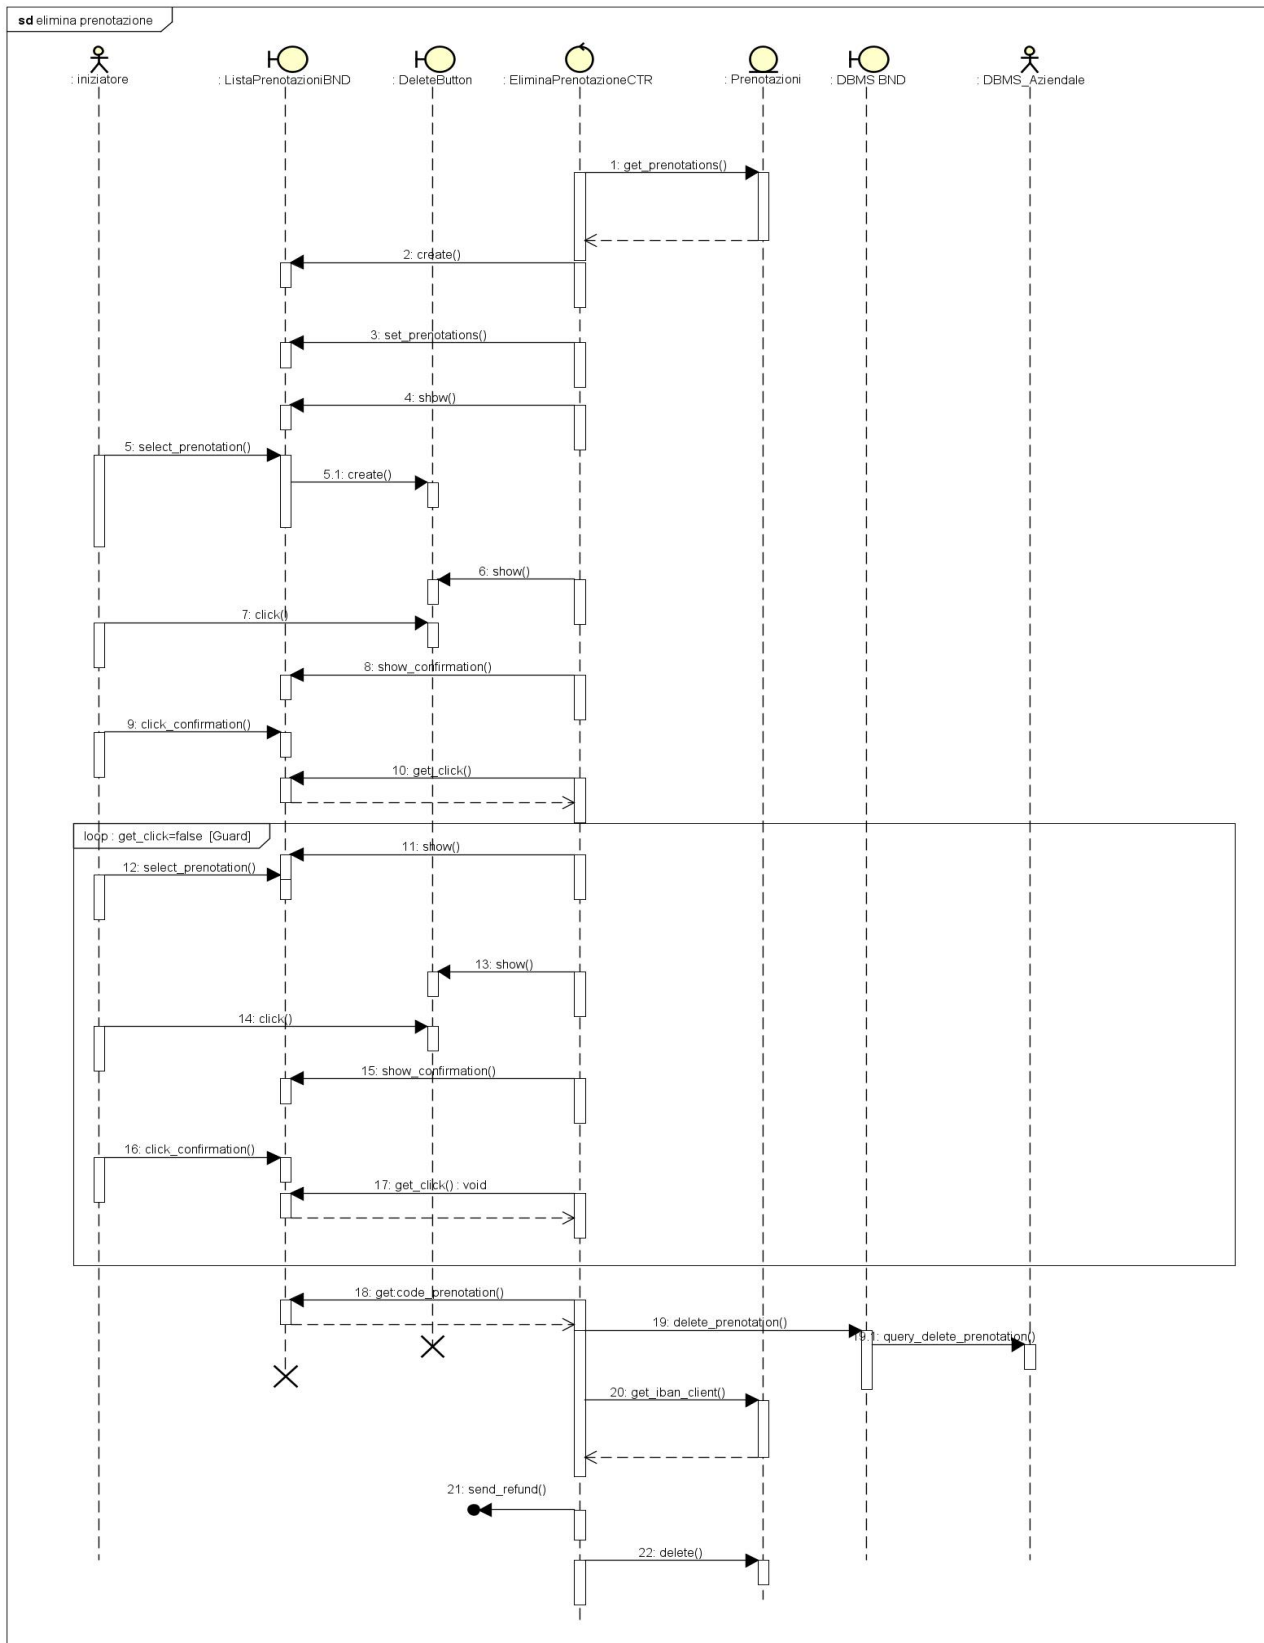 sd elimina prenotazione
: iniziatore
: ListaPrenotazioniBND
: DeleteButton
: EliminaPrenotazioneCTR
: Prenotazioni
: DBMS BND
: DBMS_Aziendale
1: get_prenotations()
2: create()
3: set_prenotations()
4: show()
5: select_prenotation()
5.1: create()
6: show()
7: click()
8: show_confirmation()
9: click_confirmation()
10: get_click()
loop : get_click=false [Guard]
11: show()
12: select_prenotation()
13: show()
14: click()
15: show_confirmation()
16: click_confirmation()
17: get_click() : void
18: get:code_prenotation()
19: delete_prenotation()
19.1: query_delete_prenotation()
20: get_iban_client()
21: send_refund()
22: delete()